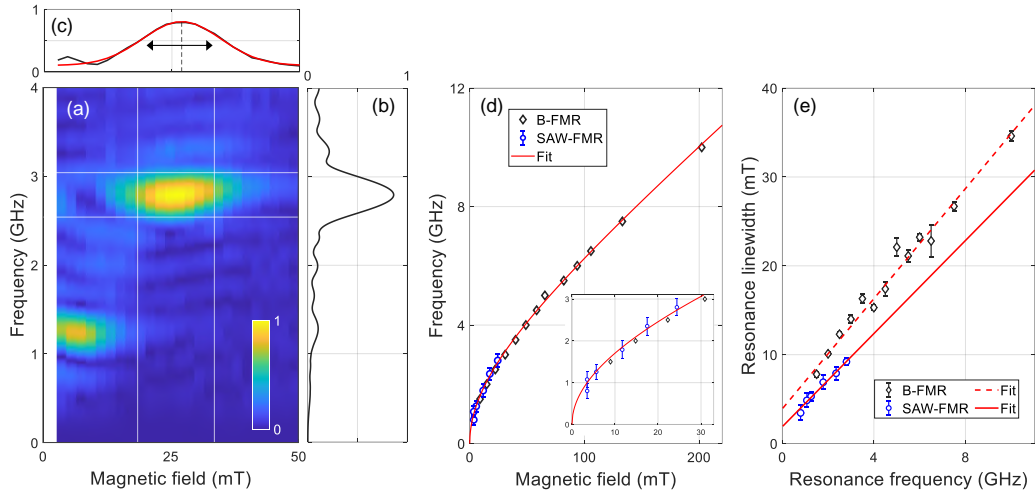 (c)
1
0
0
1
(a)
(b)
4
3
2
1
0
Frequency (GHz)
1
0
0
25
50
Magnetic field (mT)
(d)
B-FMR
SAW-FMR
Fit
12
8
4
0
Frequency (GHz)
3
2
1
0
0
10
20
30
0
100
200
Magnetic field (mT)
(e)
40
30
20
10
0
Resonance linewidth (mT)
B-FMR
Fit
SAW-FMR
Fit
0
4
8
Resonance frequency (GHz)